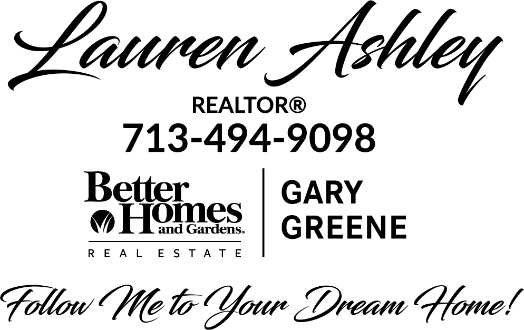 Lauren Ashley
REALTOR®
713-494-9098
Better
Homes
and Gardens®
REAL ESTATE
GARY
GREENE
Follow Me to Your Dream Home!